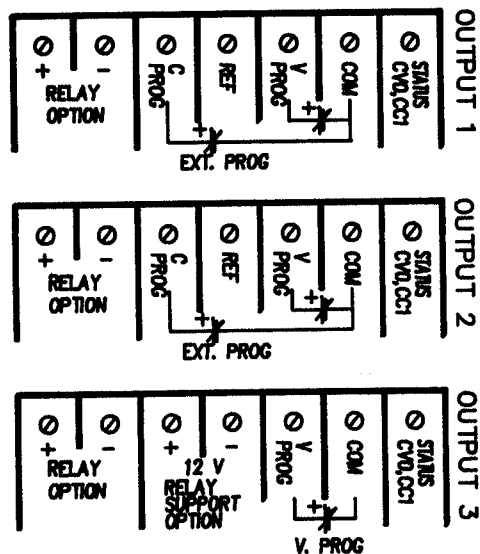 OUTPUT 1
+ -
RELAY
OPTION
C
PROG
REF
V
PROG
COM
STATUS
CV0,CC1
+
+
EXT. PROG
OUTPUT 2
+ -
RELAY
OPTION
C
PROG
REF
V
PROG
COM
STATUS
CV0,CC1
+
+
EXT. PROG
OUTPUT 3
+ -
RELAY
OPTION
+ -
12 V
RELAY
SUPPORT
OPTION
V
PROG
COM
STATUS
CV0,CC1
+
V. PROG